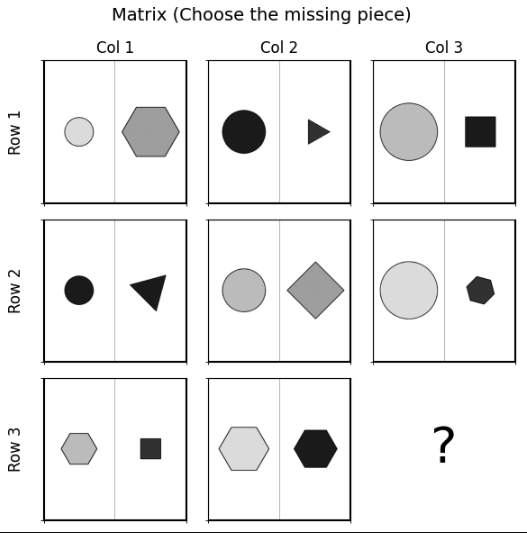 Matrix (Choose the missing piece)
Col 1 Col 2 Col 3
Row 1
Row 2
Row 3
?